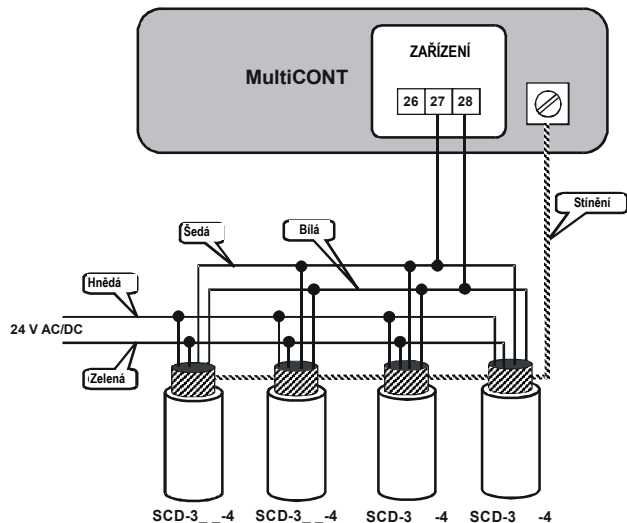 ZAŘÍZENÍ
MultiCONT
26 27 28
Stínění
Šedá
Bílá
Hnědá
24 V AC/DC
Zelená
SCD-3_ _-4 SCD-3_ _-4 SCD-3 -4 SCD-3 -4